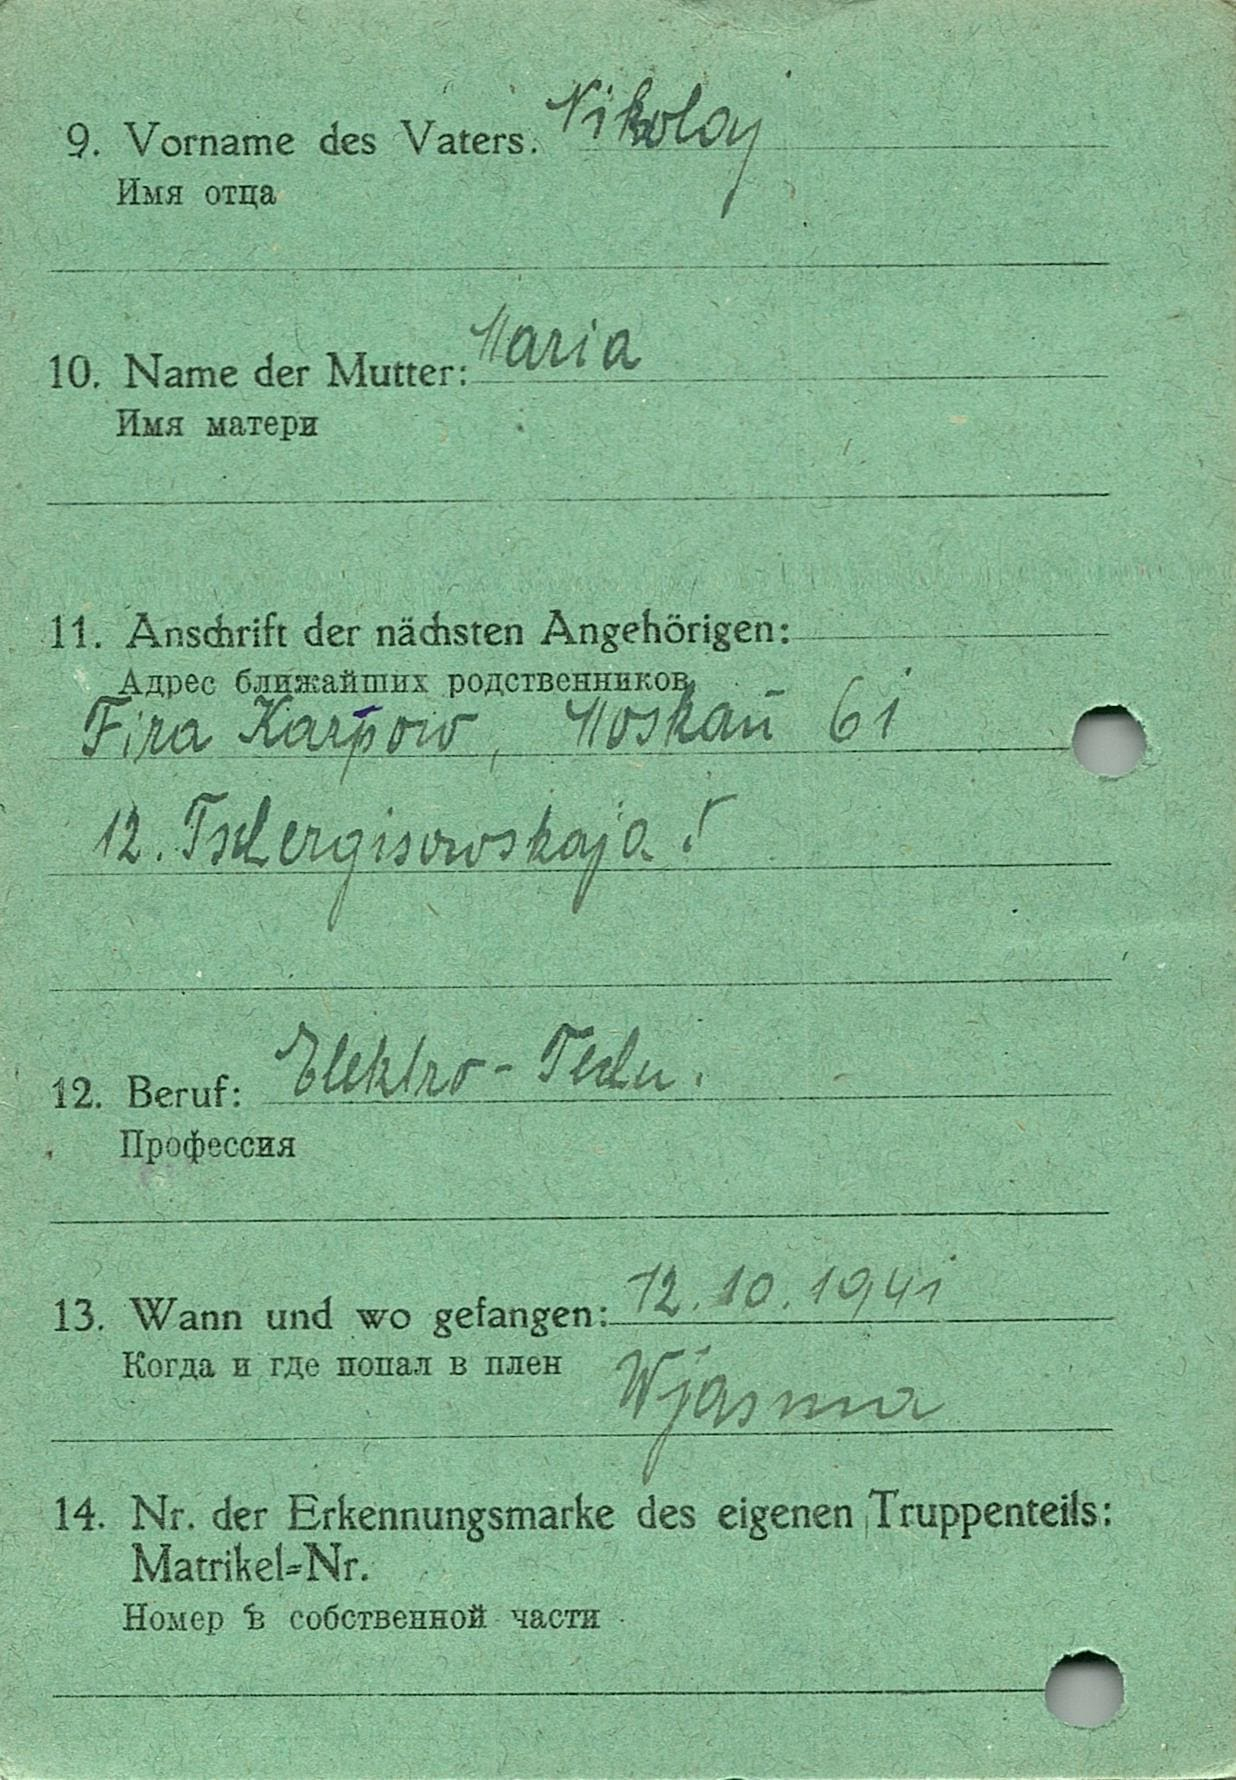 9. Vorname des Vaters. Nikolaj
Имя отца
10. Name der Mutter: Maria
Имя матери
11. Anschrift der nächsten Angehörigen:
Адрес ближайших родственников
Fira Karpow, Moskaū 61
12. Tschergisowskaja 5
12. Beruf: Elektro-Techn.
Профессия
13. Wann und wo gefangen: 12.10.1941
Когда и где попал в плен Wjasma
14. Nr. der Erkennungsmarke des eigenen Truppenteils:
Matrikel-Nr.
Номер в собственной части